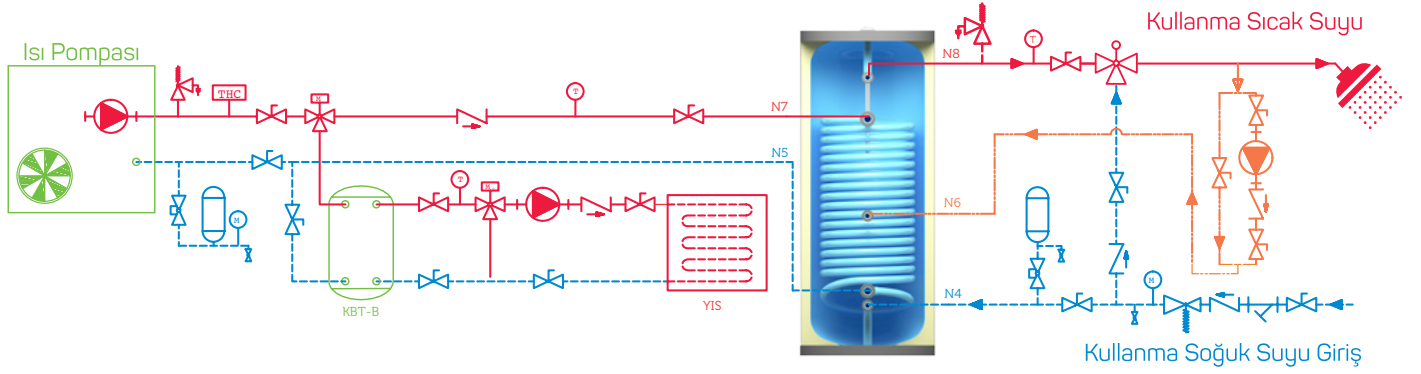 Isı Pompası
Kullanma Sıcak Suyu
N8
T
THC
M
T
N7
N5
T
M
M
N6
KBT-B
YIS
N4
M
Kullanma Soğuk Suyu Giriş